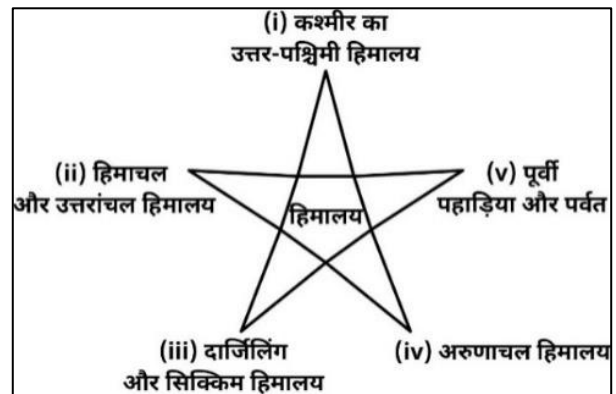 (i) कश्मीर का
उत्तर-पश्चिमी हिमालय
(ii) हिमाचल
और उत्तरांचल हिमालय
(v) पूर्वी
पहाड़िया और पर्वत
हिमालय
(iii) दार्जिलिंग
और सिक्किम हिमालय
(iv) अरुणाचल हिमालय